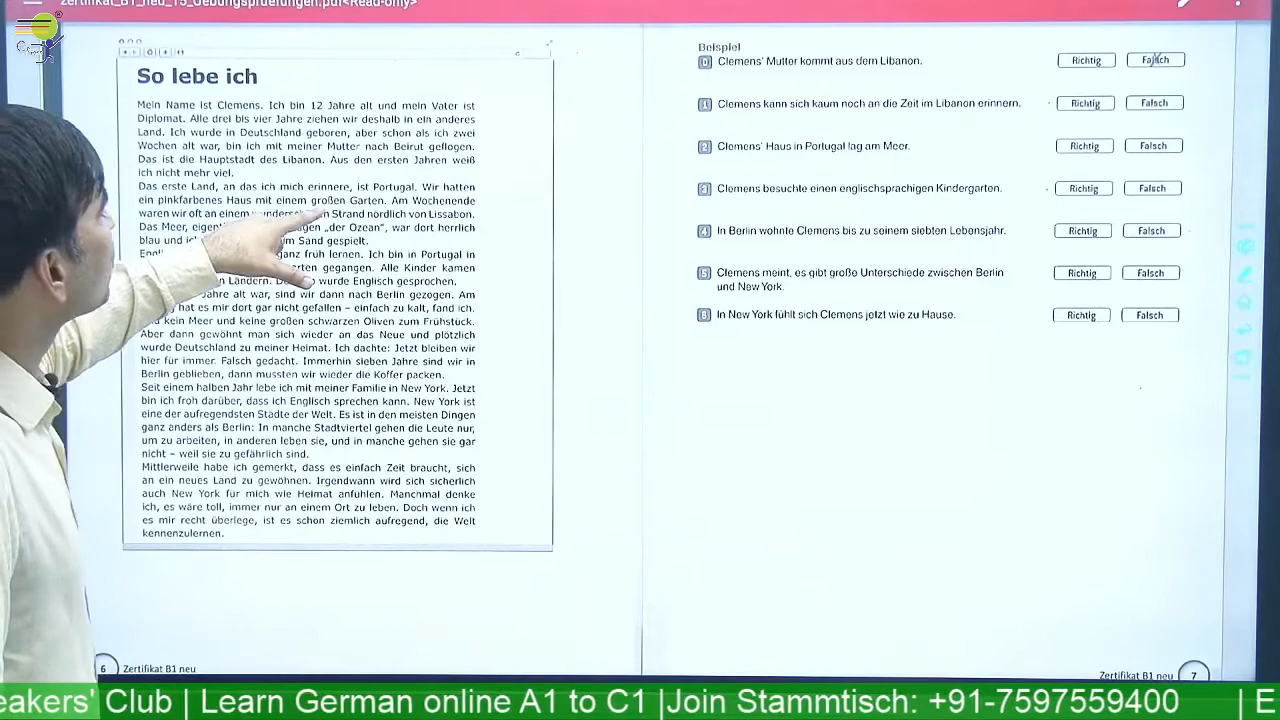 zertifikat_B1_neu_15_Uebungspruefungen.pdf<Read-only>
So lebe ich
Mein Name ist Clemens. Ich bin 12 Jahre alt und mein Vater ist
Diplomat. Alle drei bis vier Jahre ziehen wir deshalb in ein anderes
Land. Ich wurde in Deutschland geboren, aber schon als ich zwei
Wochen alt war, bin ich mit meiner Mutter nach Beirut geflogen.
Das ist die Hauptstadt des Libanon. Aus den ersten Jahren weiß
ich nicht mehr viel.
Das erste Land, an das ich mich erinnere, ist Portugal. Wir hatten
ein pinkfarbenes Haus mit einem großen Garten. Am Wochenende
waren wir oft an einem Strand nördlich von Lissabon.
Das Meer, „der Ozean“, war dort herrlich
blau und im Sand gespielt.
ganz früh lernen. Ich bin in Portugal in
gegangen. Alle Kinder kamen
Ländern. wurde Englisch gesprochen.
Jahre alt war, sind wir dann nach Berlin gezogen. Am
hat es mir dort gar nicht gefallen – einfach zu kalt, fand ich.
kein Meer und keine großen schwarzen Oliven zum Frühstück.
Aber dann gewöhnt man sich wieder an das Neue und plötzlich
wurde Deutschland zu meiner Heimat. Ich dachte: Jetzt bleiben wir
hier für immer. Falsch gedacht. Immerhin sieben Jahre sind wir in
Berlin geblieben, dann mussten wir wieder die Koffer packen.
Seit einem halben Jahr lebe ich mit meiner Familie in New York. Jetzt
bin ich froh darüber, dass ich Englisch sprechen kann. New York ist
eine der aufregendsten Städte der Welt. Es ist in den meisten Dingen
ganz anders als Berlin: In manche Stadtviertel gehen die Leute nur,
um zu arbeiten, in anderen leben sie, und in manche gehen sie gar
nicht – weil sie zu gefährlich sind.
Mittlerweile habe ich gemerkt, dass es einfach Zeit braucht, sich
an ein neues Land zu gewöhnen. Irgendwann wird sich sicherlich
auch New York für mich wie Heimat anfühlen. Manchmal denke
ich, es wäre toll, immer nur an einem Ort zu leben. Doch wenn ich
es mir recht überlege, ist es schon ziemlich aufregend, die Welt
kennenzulernen.
6 Zertifikat B1 neu
Beispiel
0 Clemens' Mutter kommt aus dem Libanon. Richtig Falsch
1 Clemens kann sich kaum noch an die Zeit im Libanon erinnern. Richtig Falsch
2 Clemens' Haus in Portugal lag am Meer. Richtig Falsch
3 Clemens besuchte einen englischsprachigen Kindergarten. Richtig Falsch
4 In Berlin wohnte Clemens bis zu seinem siebten Lebensjahr. Richtig Falsch
5 Clemens meint, es gibt große Unterschiede zwischen Berlin Richtig Falsch
und New York.
6 In New York fühlt sich Clemens jetzt wie zu Hause. Richtig Falsch
Zertifikat B1 neu 7
eakers' Club | Learn German online A1 to C1 |Join Stammtisch: +91-7597559400 | E